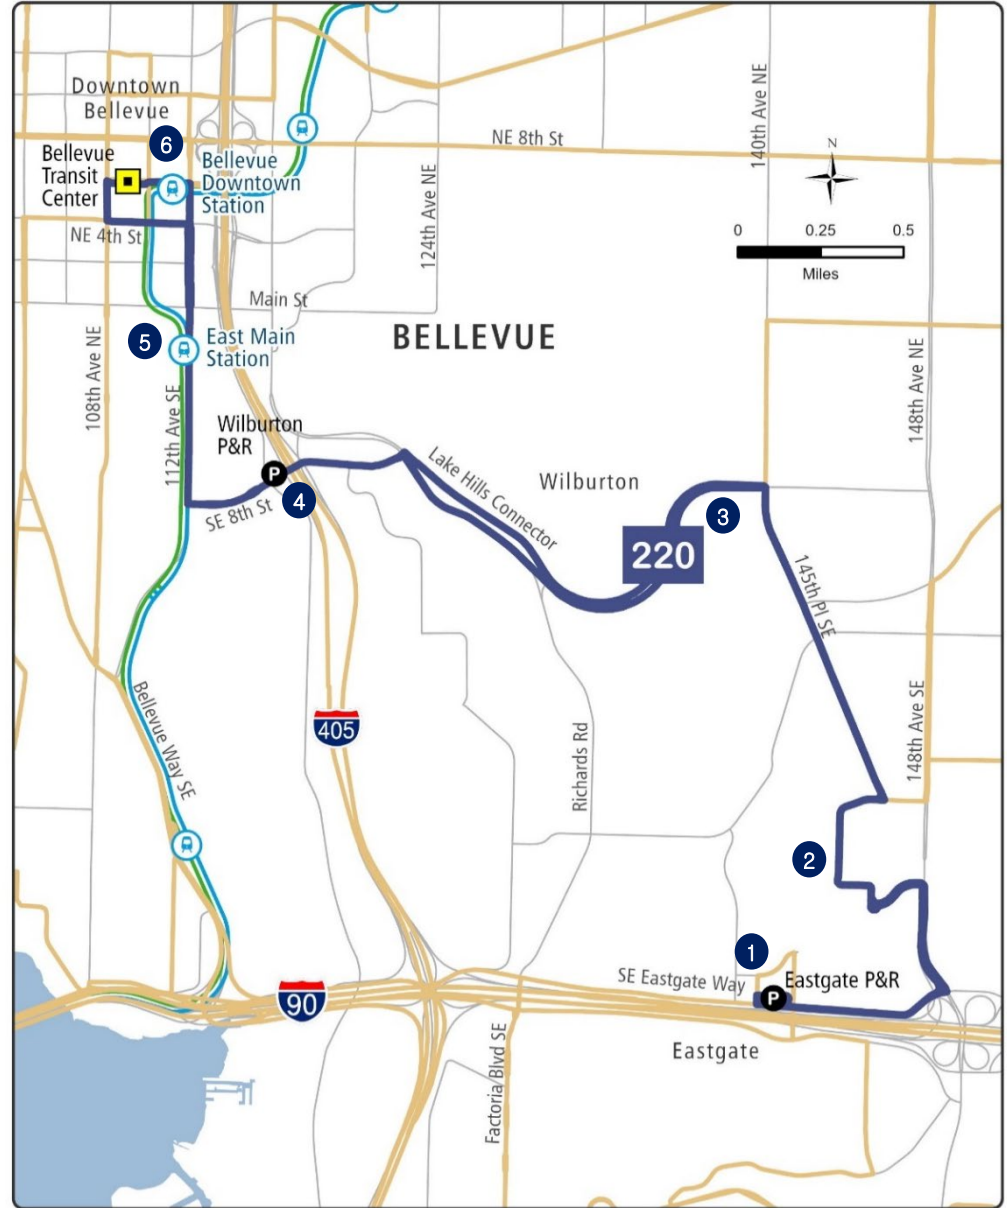 Downtown
Bellevue
6
NE 8th St
140th Ave NE
N
Bellevue
Transit
Center
Bellevue
Downtown
Station
124th Ave NE
NE 4th St
0 0.25 0.5
Miles
Main St
BELLEVUE
5
East Main
Station
108th Ave NE
112th Ave SE
148th Ave NE
Wilburton
P&R
P
4
SE 8th St
Lake Hills Connector
Wilburton
3
220
145th Pl SE
Bellevue Way SE
405
Richards Rd
148th Ave SE
2
1
SE Eastgate Way
Eastgate P&R
P
90
Eastgate
Factoria Blvd SE